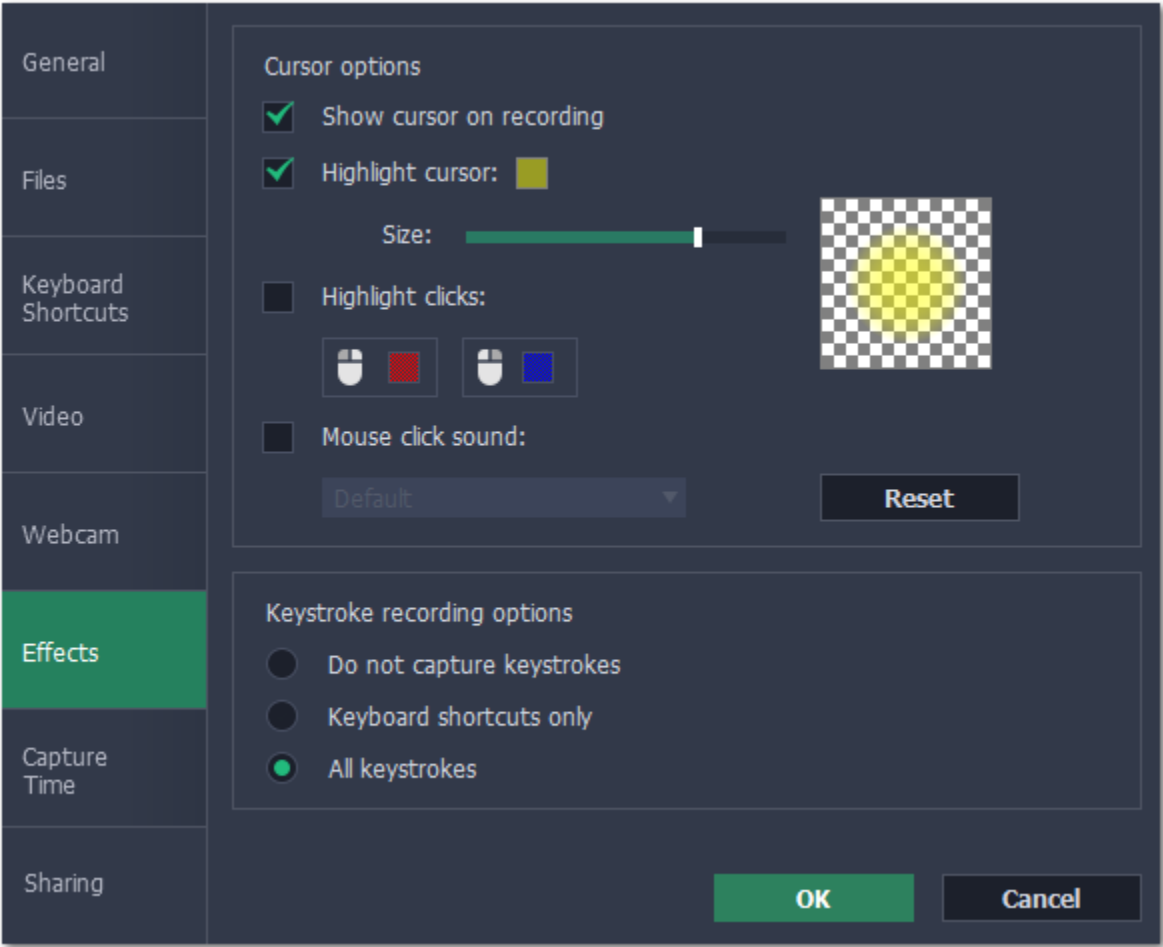 General
Files
Keyboard
Shortcuts
Video
Webcam
Effects
Capture
Time
Sharing
Cursor options
Show cursor on recording
Highlight cursor:
Size:
Highlight clicks:
Mouse click sound:
Default
Reset
Keystroke recording options
Do not capture keystrokes
Keyboard shortcuts only
All keystrokes
OK
Cancel